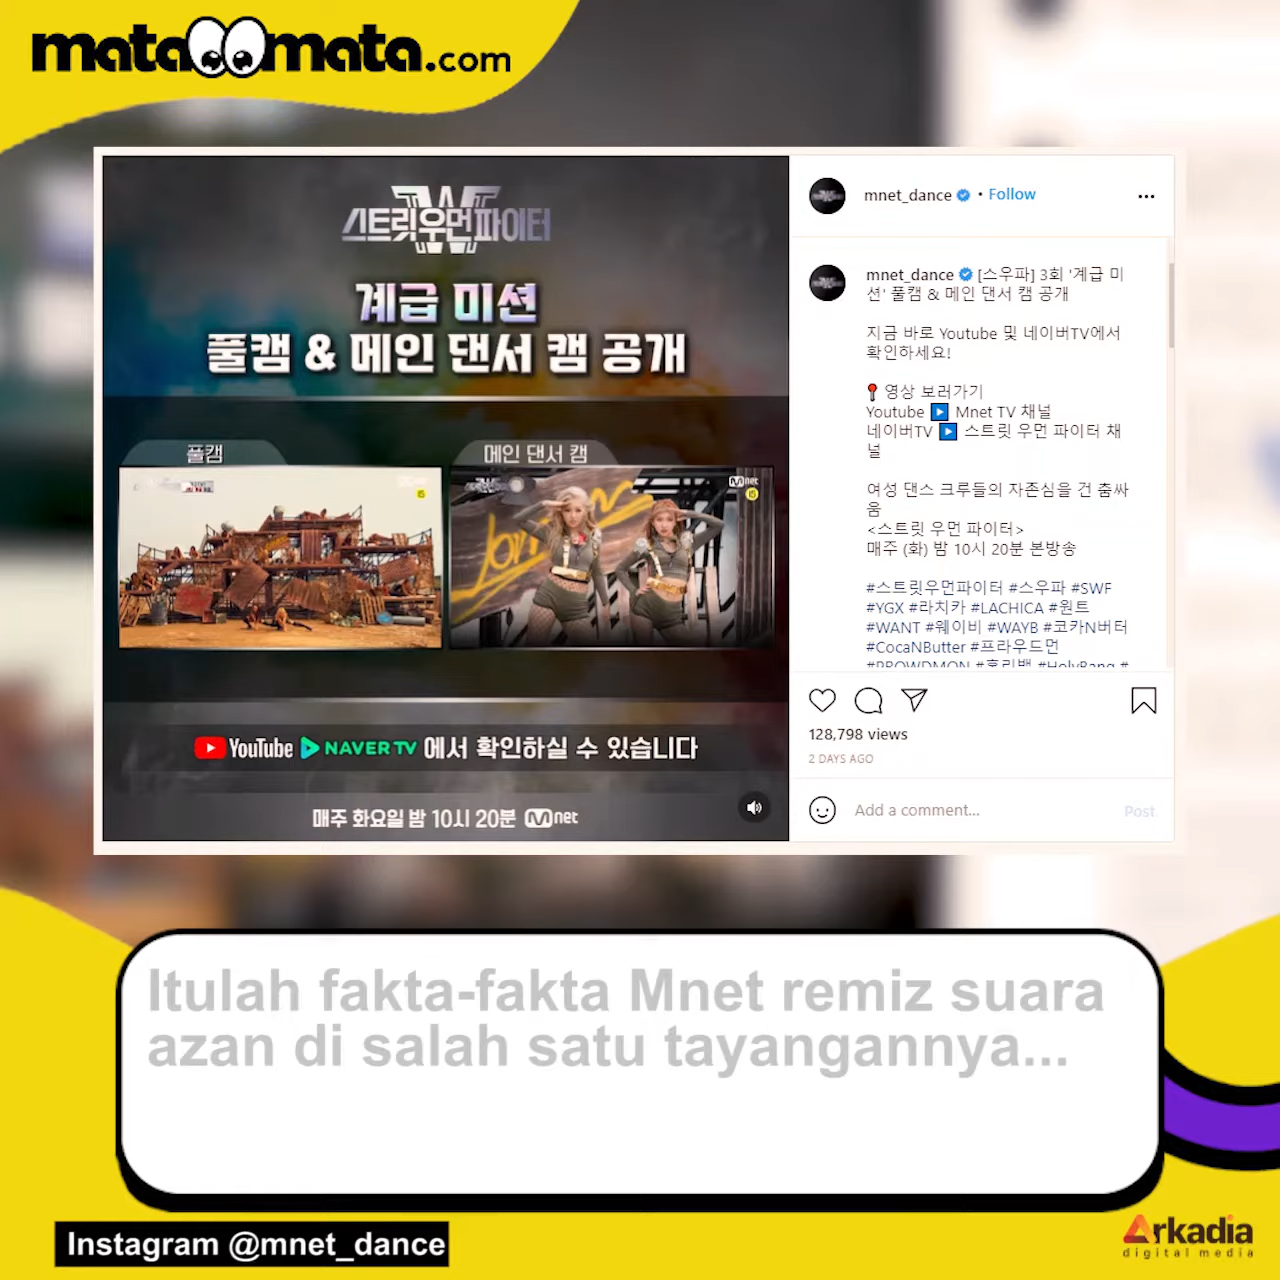 matamata.com
스트릿우먼파이터
계급 미션
풀캠 & 메인 댄서 캠 공개
풀캠
메인 댄서 캠
Mnet
15
YouTube NAVER TV 에서 확인하실 수 있습니다
매주 화요일 밤 10시 20분 Mnet
mnet_dance • Follow
mnet_dance [스우파] 3회 '계급 미
션' 풀캠 & 메인 댄서 캠 공개
지금 바로 Youtube 및 네이버TV에서
확인하세요!
📍 영상 보러가기
Youtube ▶ Mnet TV 채널
네이버TV ▶ 스트릿 우먼 파이터 채
널
여성 댄스 크루들의 자존심을 건 춤싸
움
<스트릿 우먼 파이터>
매주 (화) 밤 10시 20분 본방송
#스트릿우먼파이터 #스우파 #SWF
#YGX #라치카 #LACHICA #원트
#WANT #웨이비 #WAYB #코카N버터
#CocaNButter #프라우드먼
#PROWDMON #홀리뱅 #HolyBang #
128,798 views
2 DAYS AGO
Add a comment...
Post
Itulah fakta-fakta Mnet remiz suara
azan di salah satu tayangannya...
Instagram @mnet_dance
Arkadia
digital media